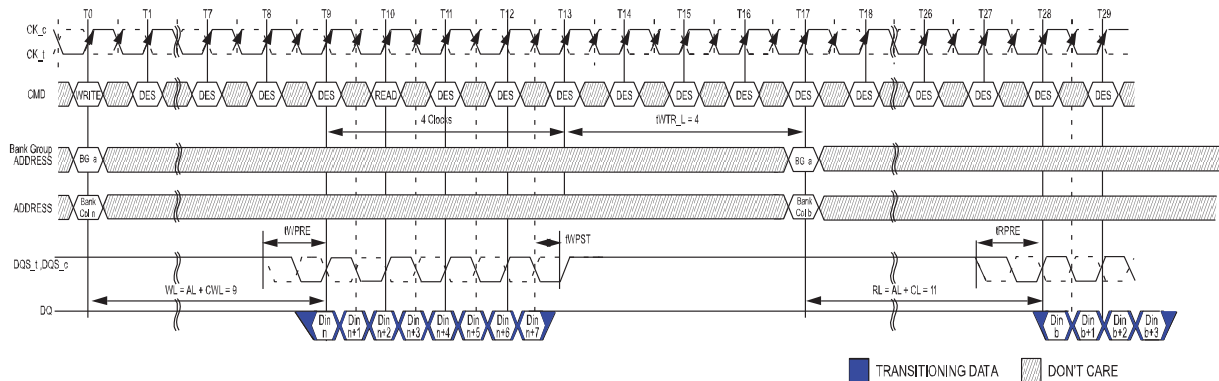 T0 T1 T7 T8 T9 T10 T11 T12 T13 T14 T15 T16 T17 T18 T26 T27 T28 T29
CK_c
CK_t
CMD WRITE DES DES DES DES READ DES DES DES DES DES DES DES DES DES DES DES DES
4 Clocks tWTR_L = 4
Bank Group
ADDRESS BG a BG a
ADDRESS Bank Col n Bank Col b
tWPRE tWPST tRPRE
DQS_t,DQS_c
WL = AL + CWL = 9 RL = AL + CL = 11
DQ Din n Din n+1 Din n+2 Din n+3 Din n+4 Din n+5 Din n+6 Din n+7 Din b Din b+1 Din b+2 Din b+3
TRANSITIONING DATA DON'T CARE